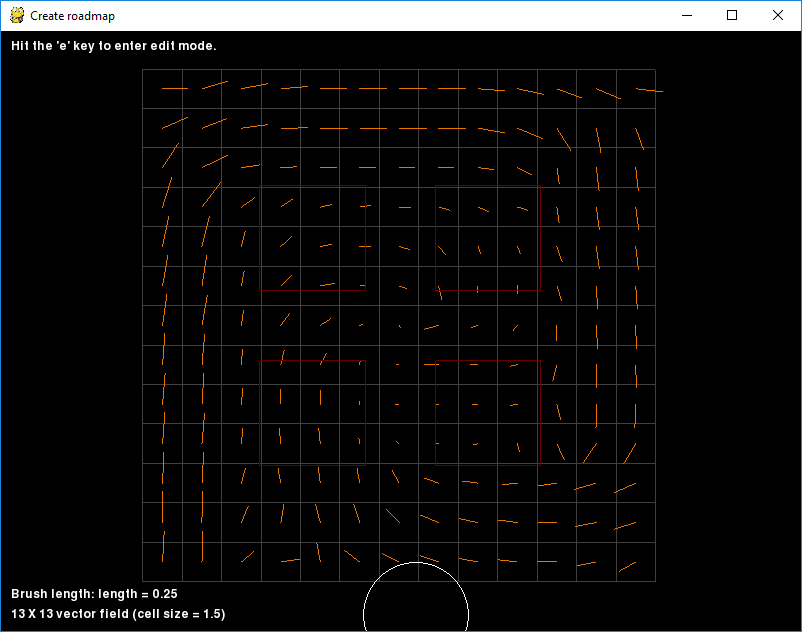 Create roadmap
Hit the 'e' key to enter edit mode.
Brush length: length = 0.25
13 X 13 vector field (cell size = 1.5)